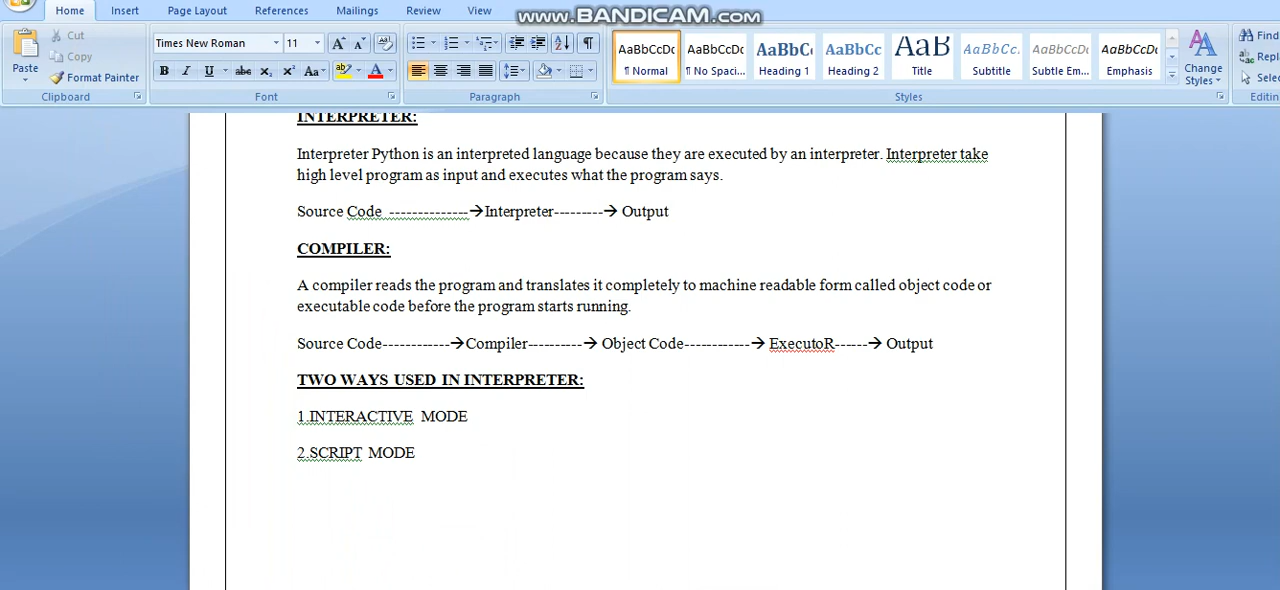 www.BANDICAM.com
Home Insert Page Layout References Mailings Review View
Paste
Cut
Copy
Format Painter
Clipboard
Times New Roman 11
Font
Paragraph
AaBbCcDc AaBbCcDc AaBbC AaBbCc AaB AaBbCc. AaBbCcDc AaBbCcDc
¶ Normal ¶ No Spaci... Heading 1 Heading 2 Title Subtitle Subtle Em... Emphasis
Change
Styles
Styles
Find
Repl
Selec
Editin
INTERPRETER:
Interpreter Python is an interpreted language because they are executed by an interpreter. Interpreter take
high level program as input and executes what the program says.
Source Code --------------→Interpreter---------→ Output
COMPILER:
A compiler reads the program and translates it completely to machine readable form called object code or
executable code before the program starts running.
Source Code------------→Compiler----------→ Object Code------------→ ExecutoR------→ Output
TWO WAYS USED IN INTERPRETER:
1.INTERACTIVE MODE
2.SCRIPT MODE